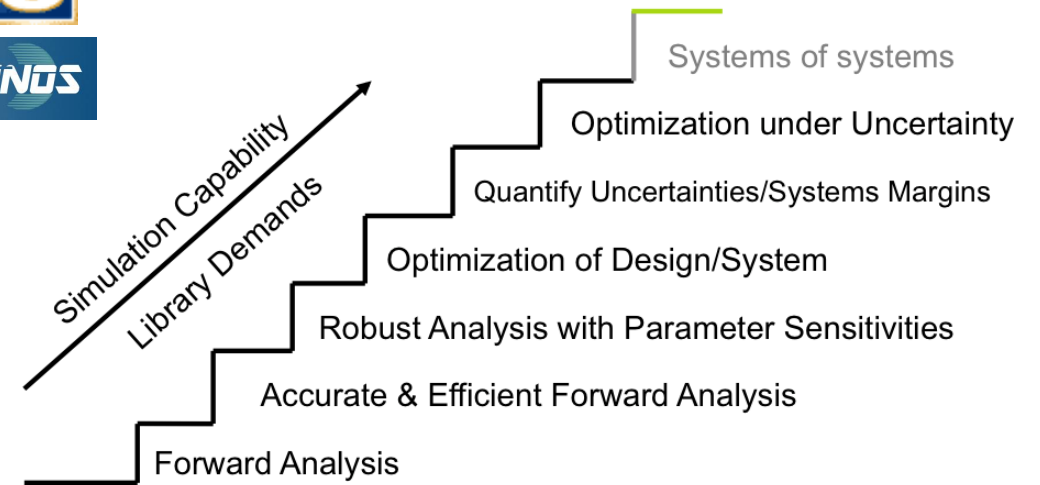 Systems of systems
Optimization under Uncertainty
Quantify Uncertainties/Systems Margins
Optimization of Design/System
Robust Analysis with Parameter Sensitivities
Accurate & Efficient Forward Analysis
Forward Analysis
Simulation Capability
Library Demands